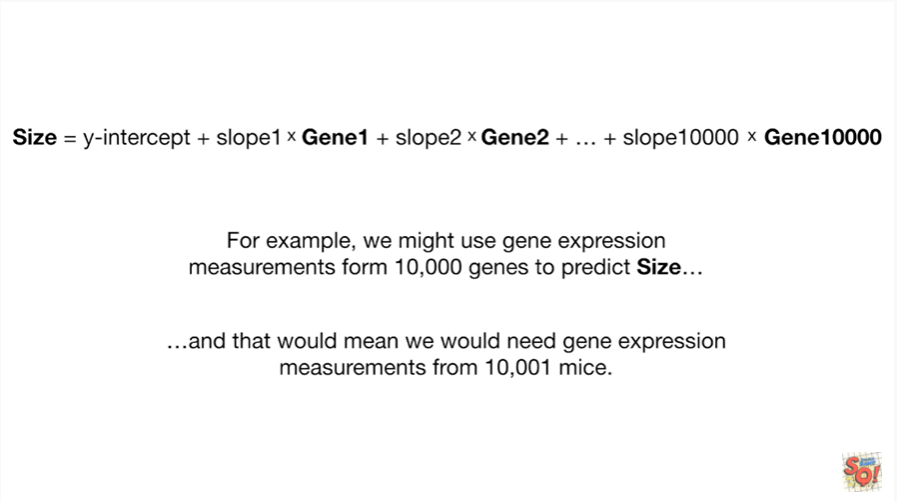 Size = y-intercept + slope1 x Gene1 + slope2 x Gene2 + … + slope10000 x Gene10000
For example, we might use gene expression
measurements form 10,000 genes to predict Size…
…and that would mean we would need gene expression
measurements from 10,001 mice.
SQ!